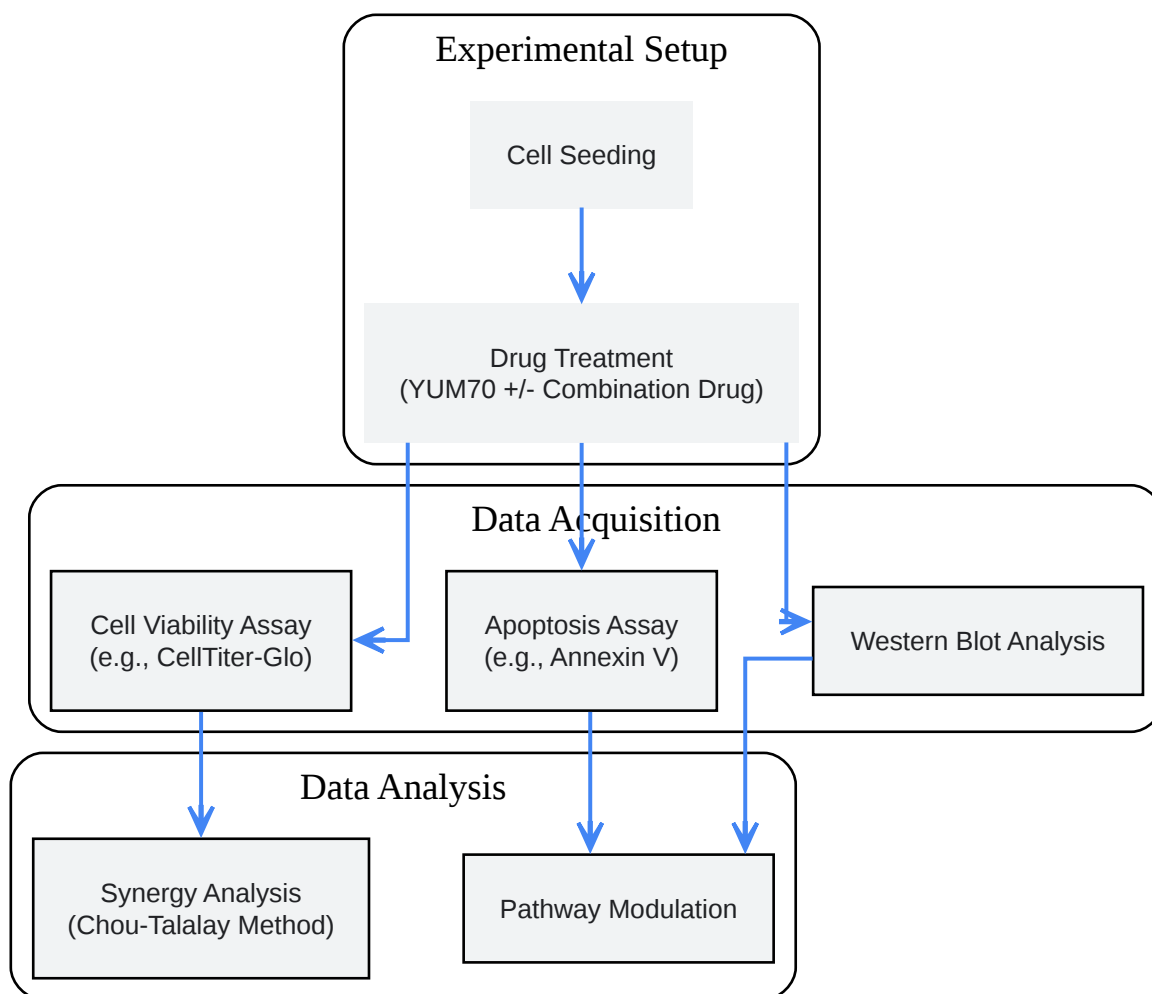 Experimental Setup
Cell Seeding
Drug Treatment
(YUM70 +/- Combination Drug)
Data Acquisition
Cell Viability Assay
(e.g., CellTiter-Glo)
Apoptosis Assay
(e.g., Annexin V)
Western Blot Analysis
Data Analysis
Synergy Analysis
(Chou-Talalay Method)
Pathway Modulation